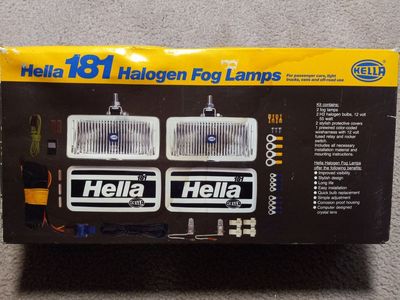 Hella 181 Halogen Fog Lamps
For passenger cars, light
trucks, vans and off-road use.
HELLA
Kit contains:
2 fog lamps
2 H3 halogen bulbs, 12 volt
55 watt
2 stylish protective covers
1 prewired color-coded
wireharness with 12 volt
fused relay and rocker
switch.
Includes all necessary
installation material and
mounting instructions.
Hella Halogen Fog Lamps
offer the following benefits:
• Improved visibility
• Stylish design
• Long life
• Easy installation
• Quick bulb replacement
• Simple adjustment
• Corrosion proof housing
• Computer designed
crystal lens
181
Hella
HELLA
181
Hella
HELLA